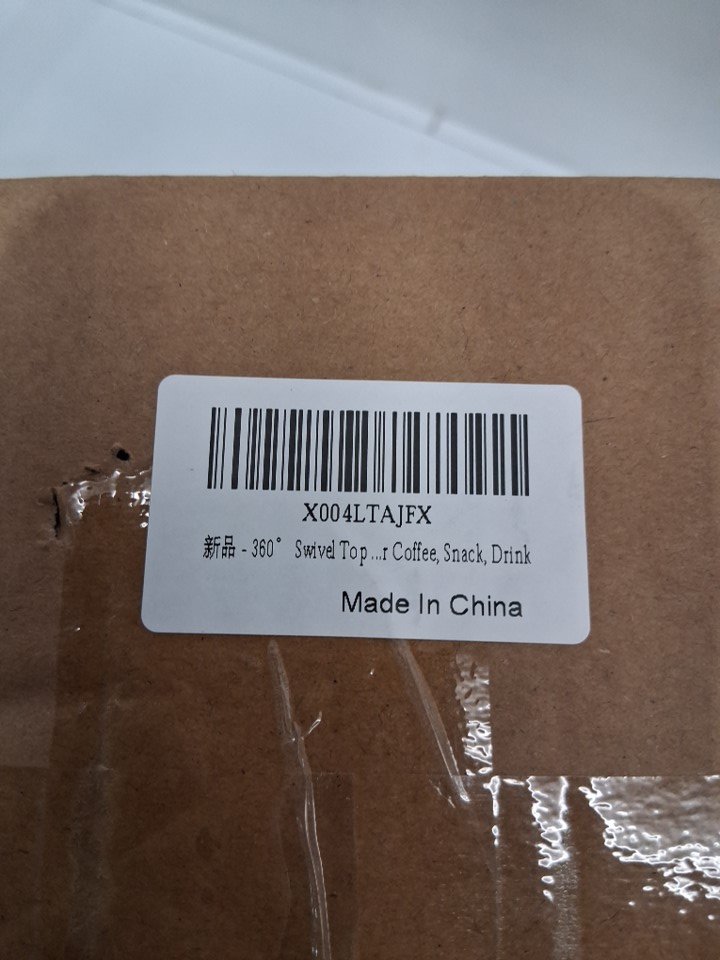 X004LTAJFX
新品 - 360° Swivel Top ...r Coffee, Snack, Drink
Made In China